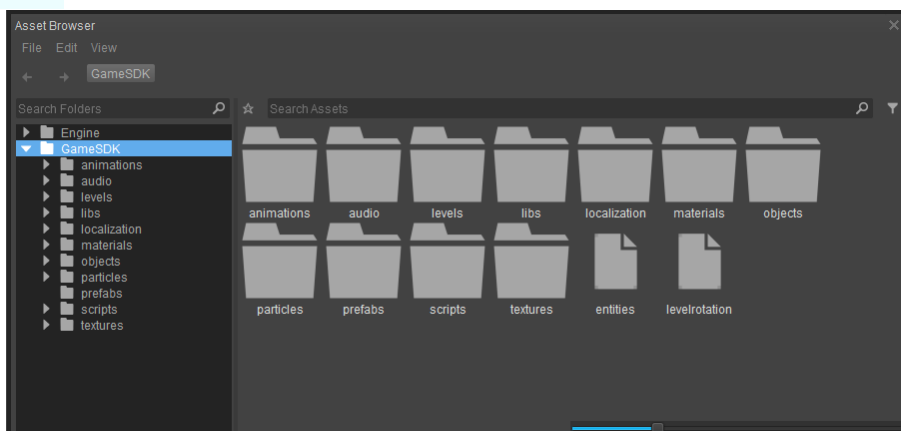 Asset Browser
File Edit View
GameSDK
Search Folders
Search Assets
Engine
GameSDK
animations
audio
levels
libs
localization
materials
objects
particles
prefabs
scripts
textures
animations audio levels libs localization materials objects
particles prefabs scripts textures entities levelrotation